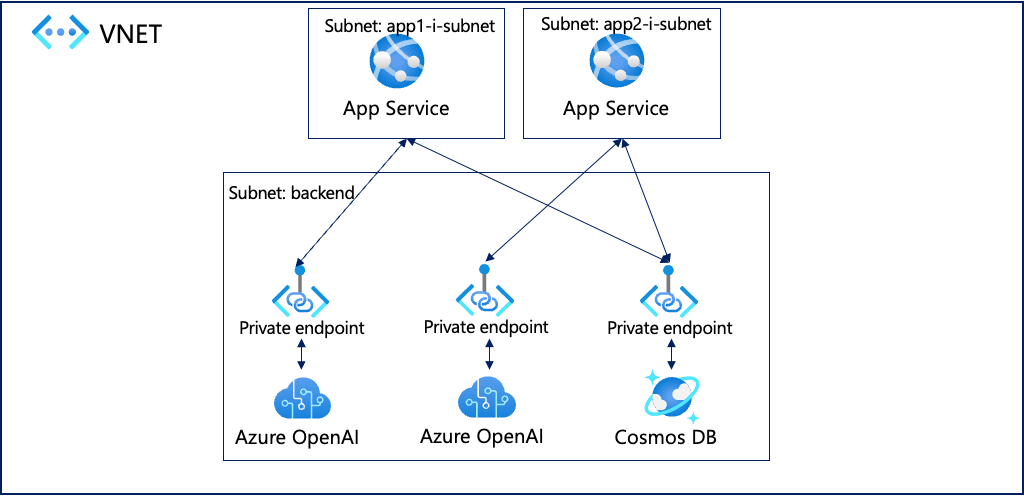 VNET
Subnet: app1-i-subnet
App Service
Subnet: app2-i-subnet
App Service
Subnet: backend
Private endpoint
Private endpoint
Private endpoint
Azure OpenAI
Azure OpenAI
Cosmos DB